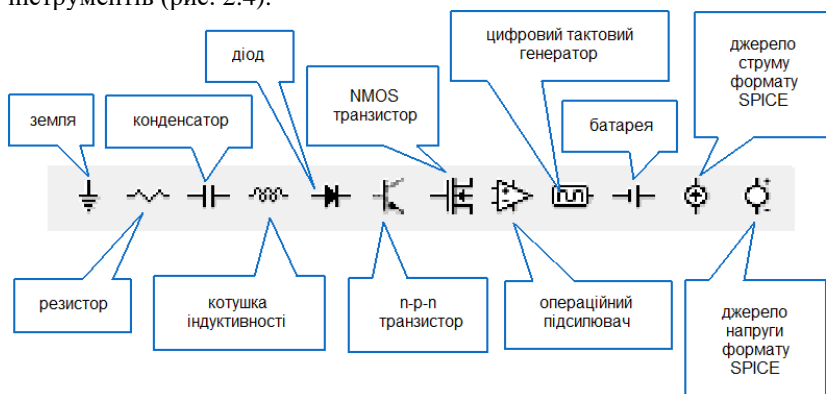 інструментів (рис. 2.4).
цифровий тактовий
генератор
джерело
струму
формату
SPICE
діод
NMOS
транзистор
земля
конденсатор
батарея
резистор
котушка
індуктивності
n-p-n
транзистор
операційний
підсилювач
джерело
напруги
формату
SPICE